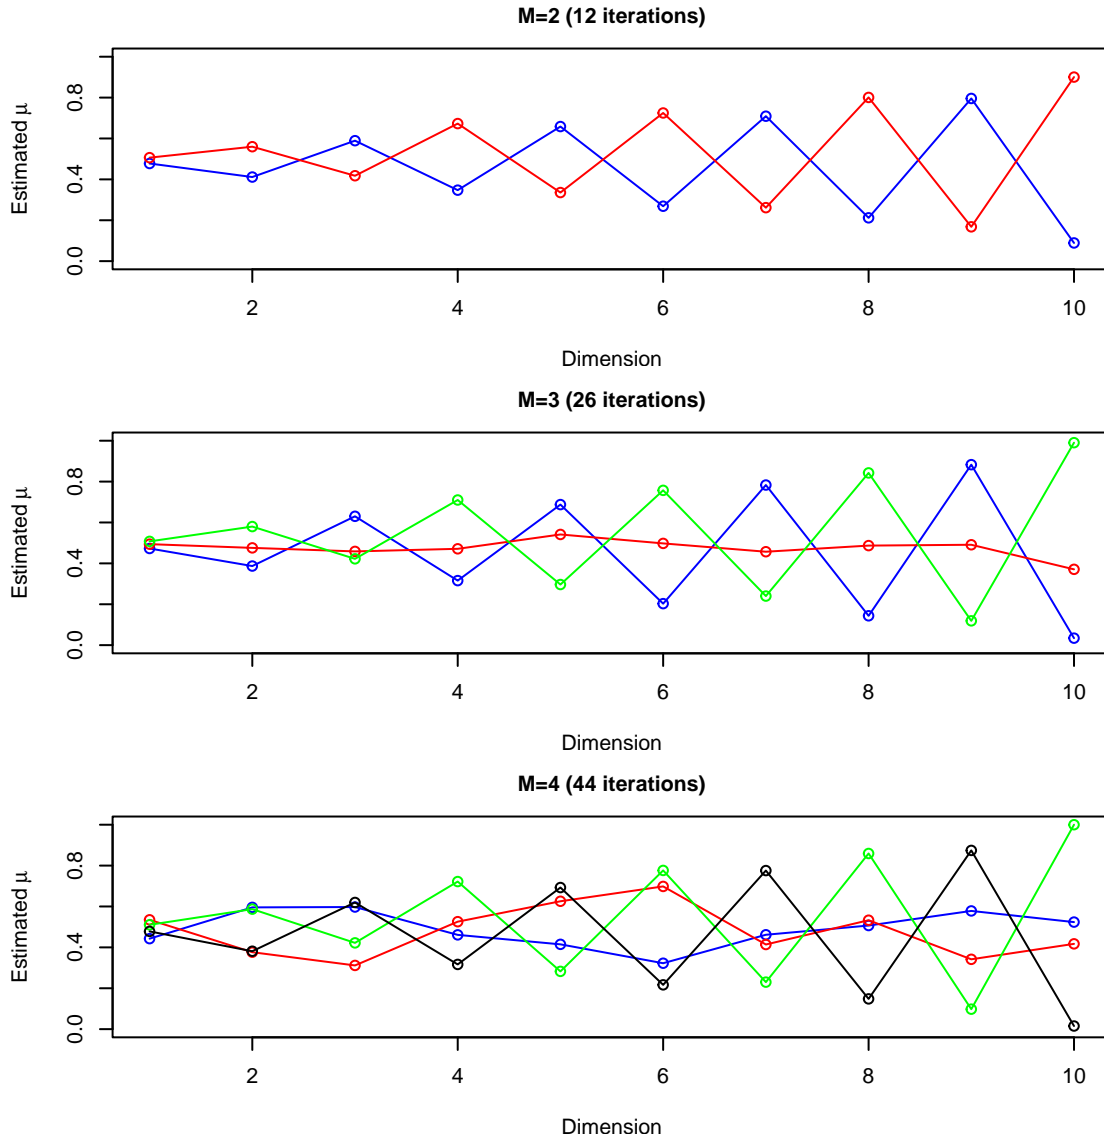 M=2 (12 iterations)
Estimated μ
0.0 0.4 0.8
2 4 6 8 10
Dimension
M=3 (26 iterations)
Estimated μ
0.0 0.4 0.8
2 4 6 8 10
Dimension
M=4 (44 iterations)
Estimated μ
0.0 0.4 0.8
2 4 6 8 10
Dimension